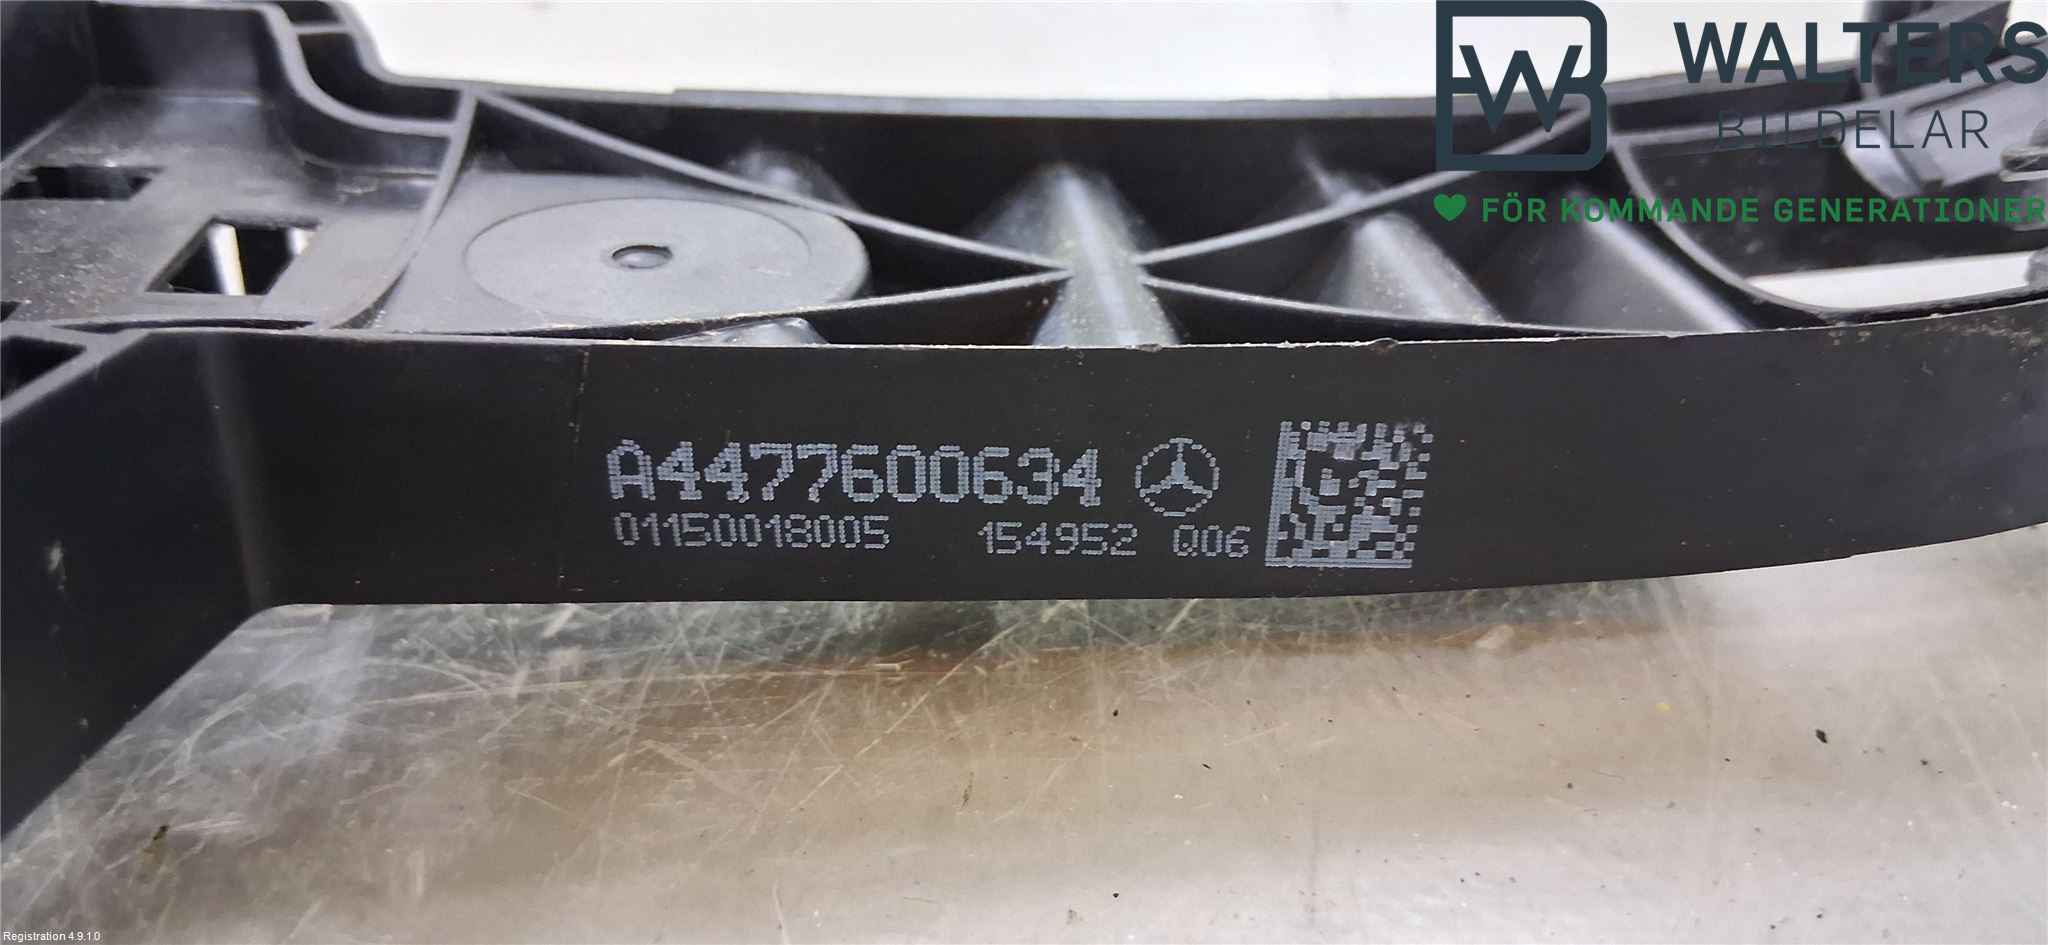 WALTERS
BILDELAR
FÖR KOMMANDE GENERATIONER
A4477600634
01150018005 154952 Q06
Registration 4.9.1.0